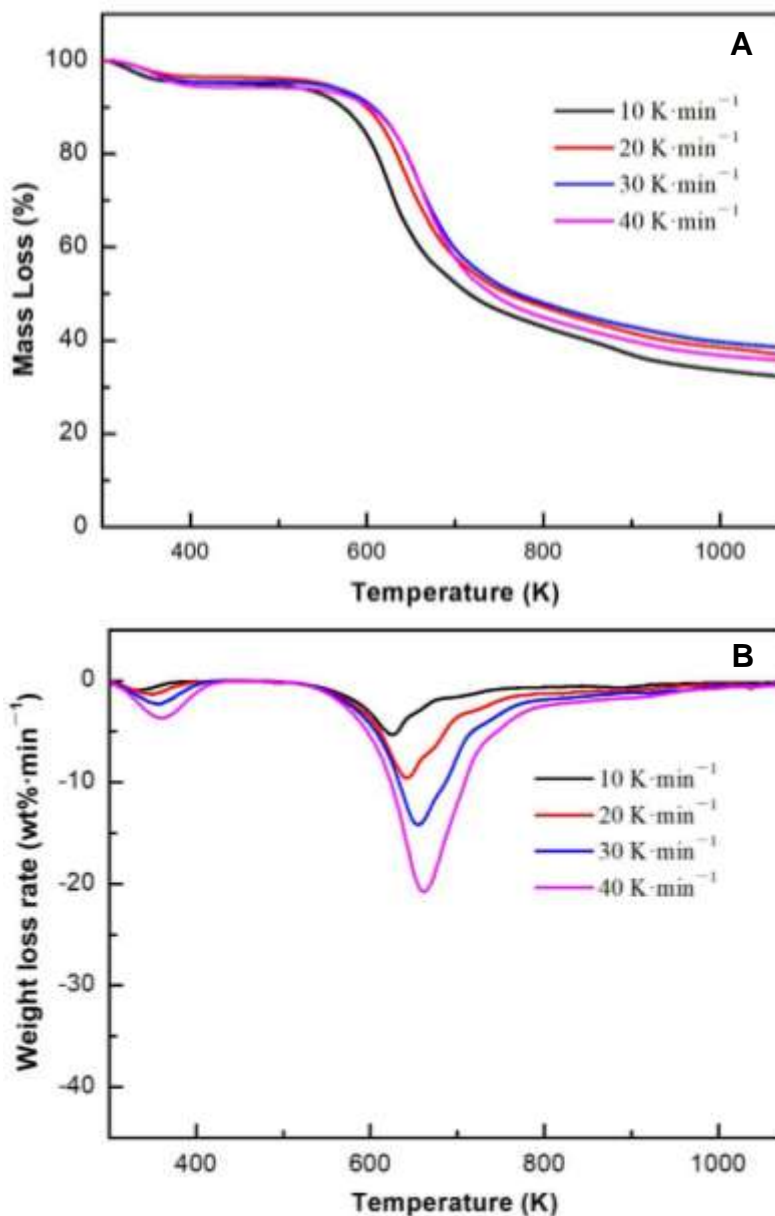 A
100
80
60
40
20
0
Mass Loss (%)
10 K·min⁻¹
20 K·min⁻¹
30 K·min⁻¹
40 K·min⁻¹
400 600 800 1000
Temperature (K)
B
0
-10
-20
-30
-40
Weight loss rate (wt%·min⁻¹)
10 K·min⁻¹
20 K·min⁻¹
30 K·min⁻¹
40 K·min⁻¹
400 600 800 1000
Temperature (K)